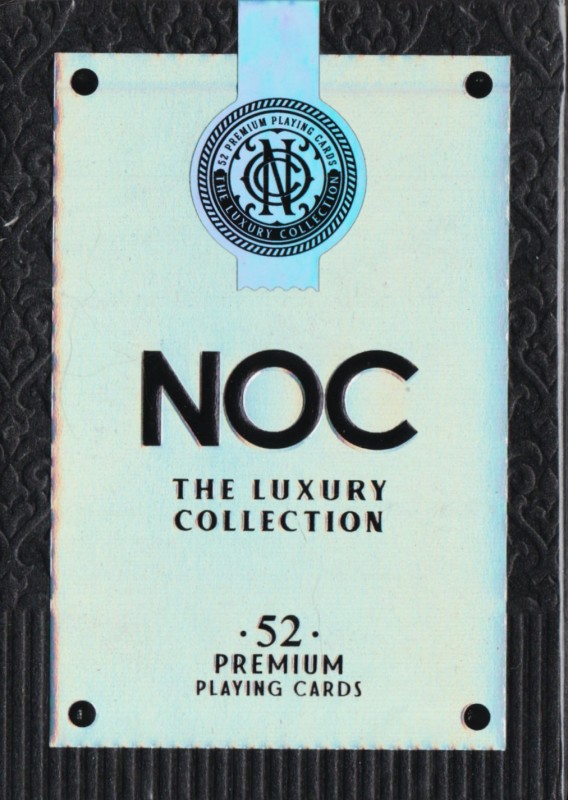 52 PREMIUM PLAYING CARDS
NOC
THE LUXURY COLLECTION
NOC
THE LUXURY
COLLECTION
· 52 ·
PREMIUM
PLAYING CARDS